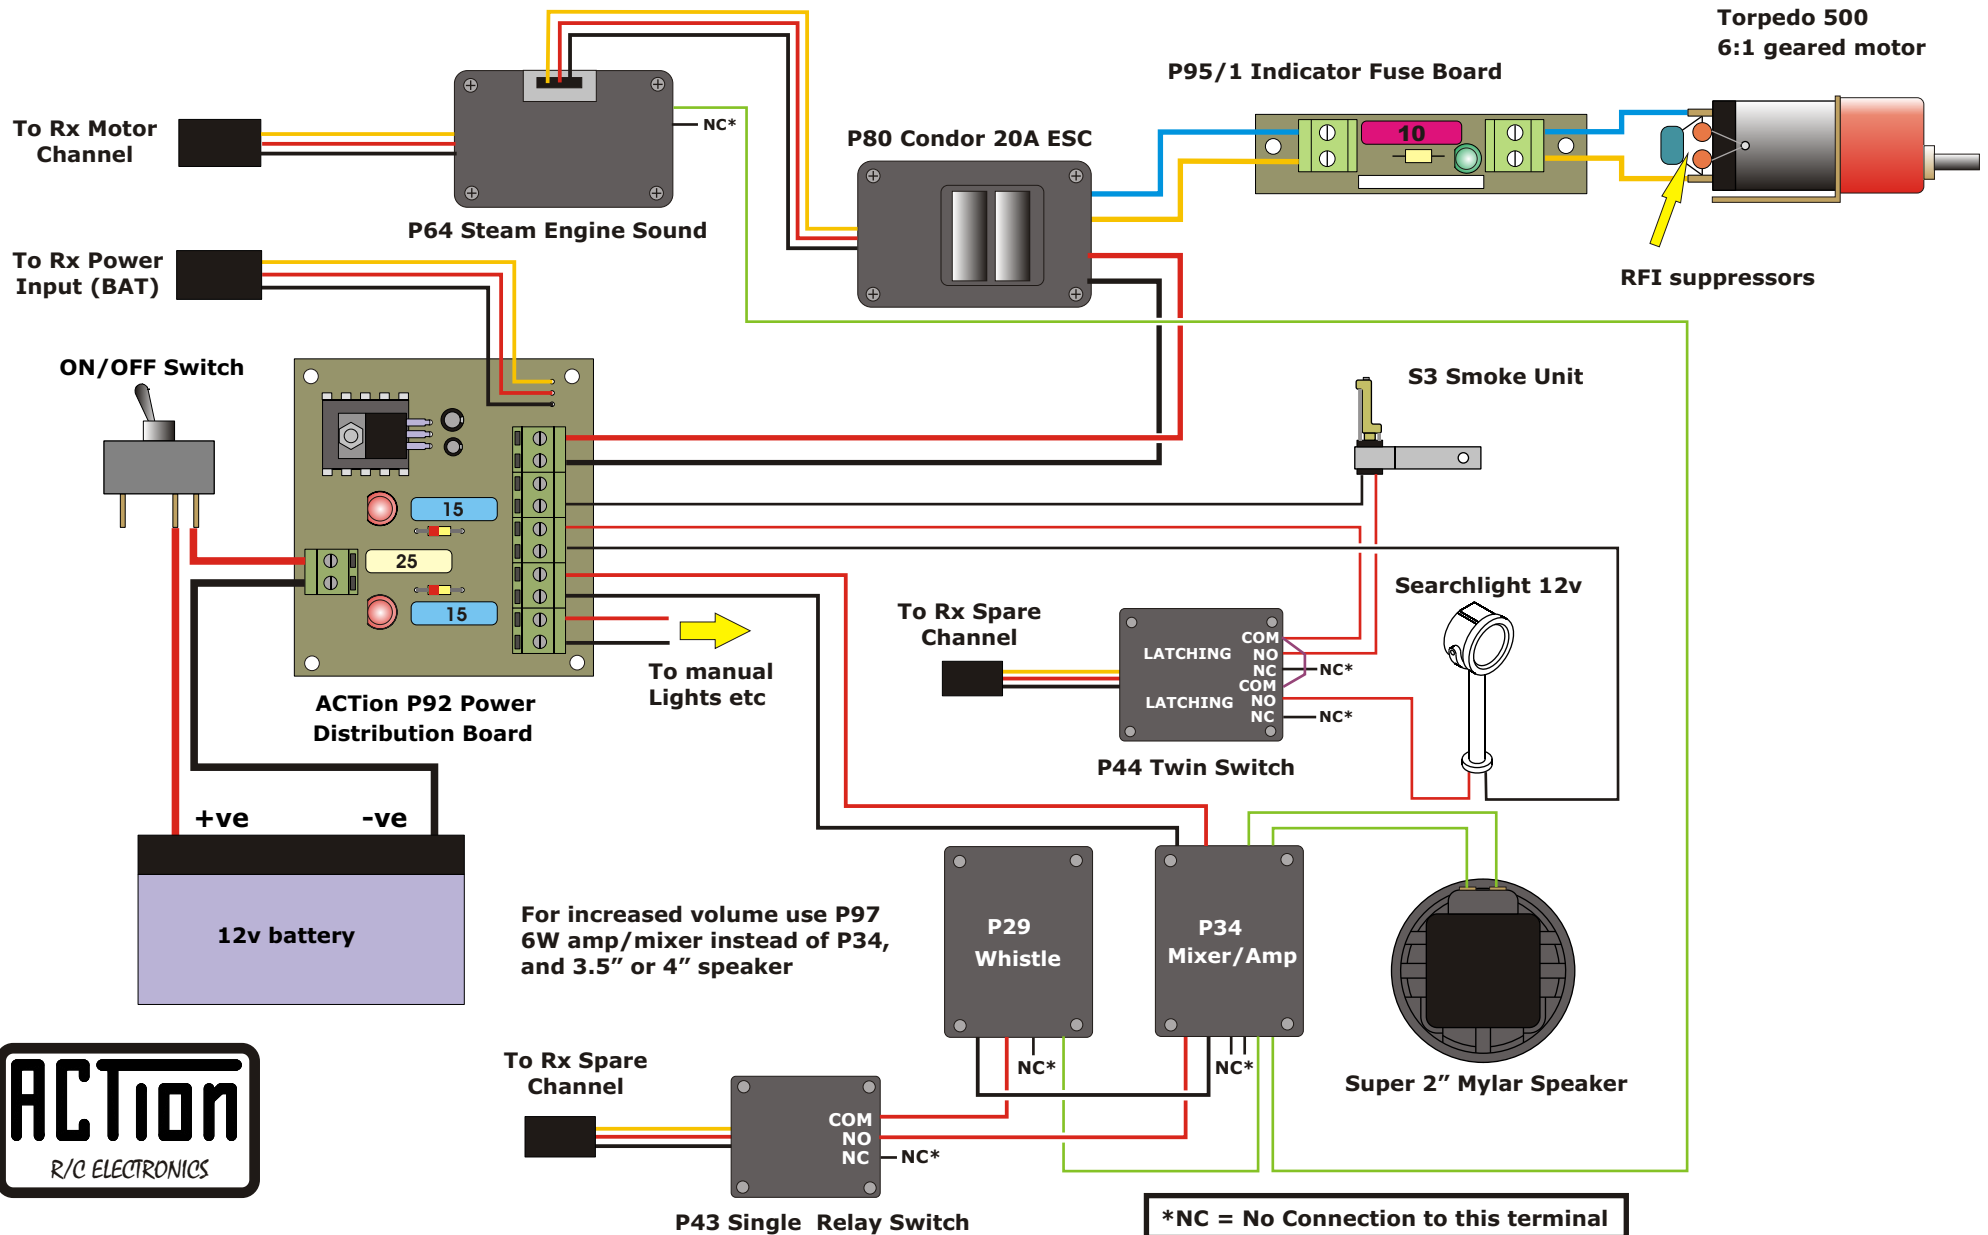 Torpedo 500
6:1 geared motor
P95/1 Indicator Fuse Board
10
To Rx Motor
Channel
NC*
P80 Condor 20A ESC
P64 Steam Engine Sound
To Rx Power
Input (BAT)
RFI suppressors
ON/OFF Switch
S3 Smoke Unit
15
25
15
Searchlight 12v
To Rx Spare
Channel
LATCHING
COM
NO
NC
NC*
LATCHING
COM
NO
NC
NC*
To manual
Lights etc
ACTion P92 Power
Distribution Board
P44 Twin Switch
+ve
-ve
12v battery
For increased volume use P97
6W amp/mixer instead of P34,
and 3.5” or 4” speaker
P29
Whistle
P34
Mixer/Amp
NC*
NC*
Super 2” Mylar Speaker
To Rx Spare
Channel
COM
NO
NC
NC*
ACTion
R/C ELECTRONICS
P43 Single Relay Switch
*NC = No Connection to this terminal